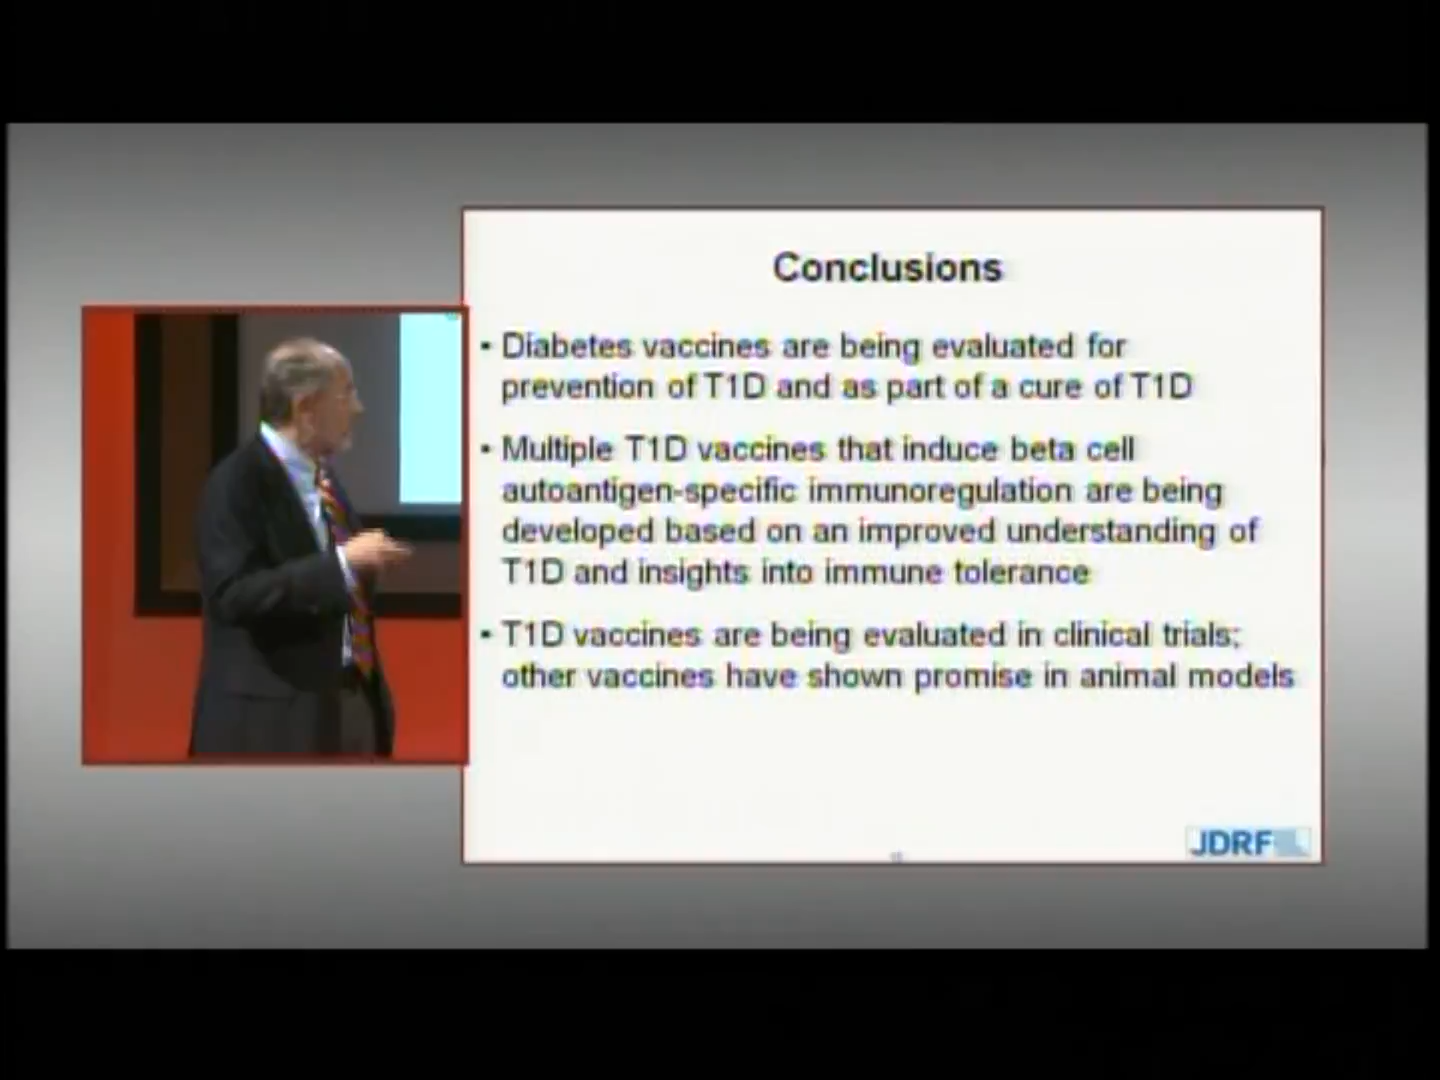 Conclusions
• Diabetes vaccines are being evaluated for
prevention of T1D and as part of a cure of T1D
• Multiple T1D vaccines that induce beta cell
autoantigen-specific immunoregulation are being
developed based on an improved understanding of
T1D and insights into immune tolerance
• T1D vaccines are being evaluated in clinical trials;
other vaccines have shown promise in animal models
JDRF